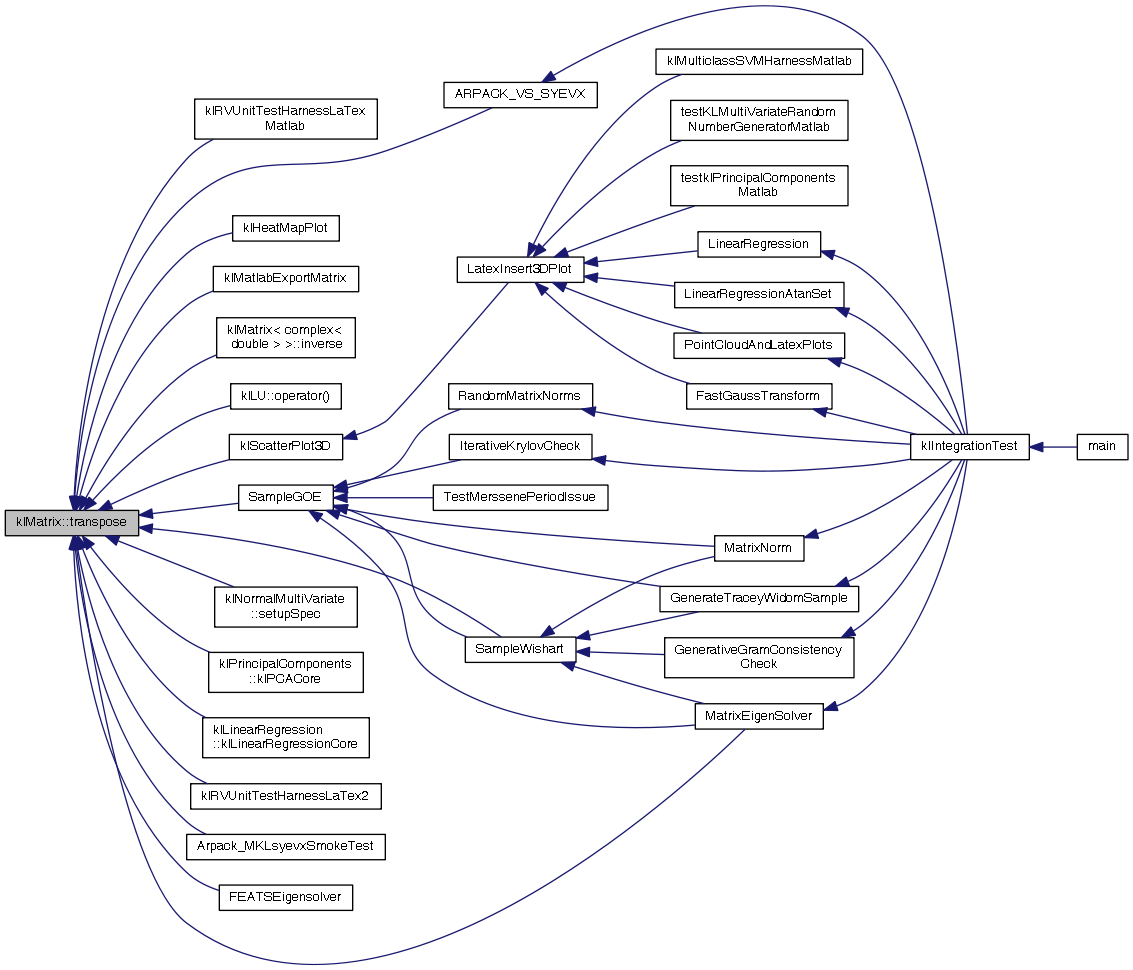 klMatrix::transpose
klRVUnitTestHarnessLaTex
Matlab
klHeatMapPlot
klMatlabExportMatrix
klMatrix< complex<
double > >::inverse
klLU::operator()
klScatterPlot3D
SampleGOE
klNormalMultiVariate
::setupSpec
klPrincipalComponents
::klPCACore
klLinearRegression
::klLinearRegressionCore
klRVUnitTestHarnessLaTex2
Arpack_MKLsyevxSmokeTest
FEATSEigensolver
ARPACK_VS_SYEVX
LatexInsert3DPlot
RandomMatrixNorms
IterativeKrylovCheck
TestMerssenePeriodIssue
SampleWishart
klMulticlassSVMHarnessMatlab
testKLMultiVariateRandom
NumberGeneratorMatlab
testklPrincipalComponents
Matlab
LinearRegression
LinearRegressionAtanSet
PointCloudAndLatexPlots
FastGaussTransform
MatrixNorm
GenerateTraceyWidomSample
GenerativeGramConsistency
Check
MatrixEigenSolver
klIntegrationTest
main